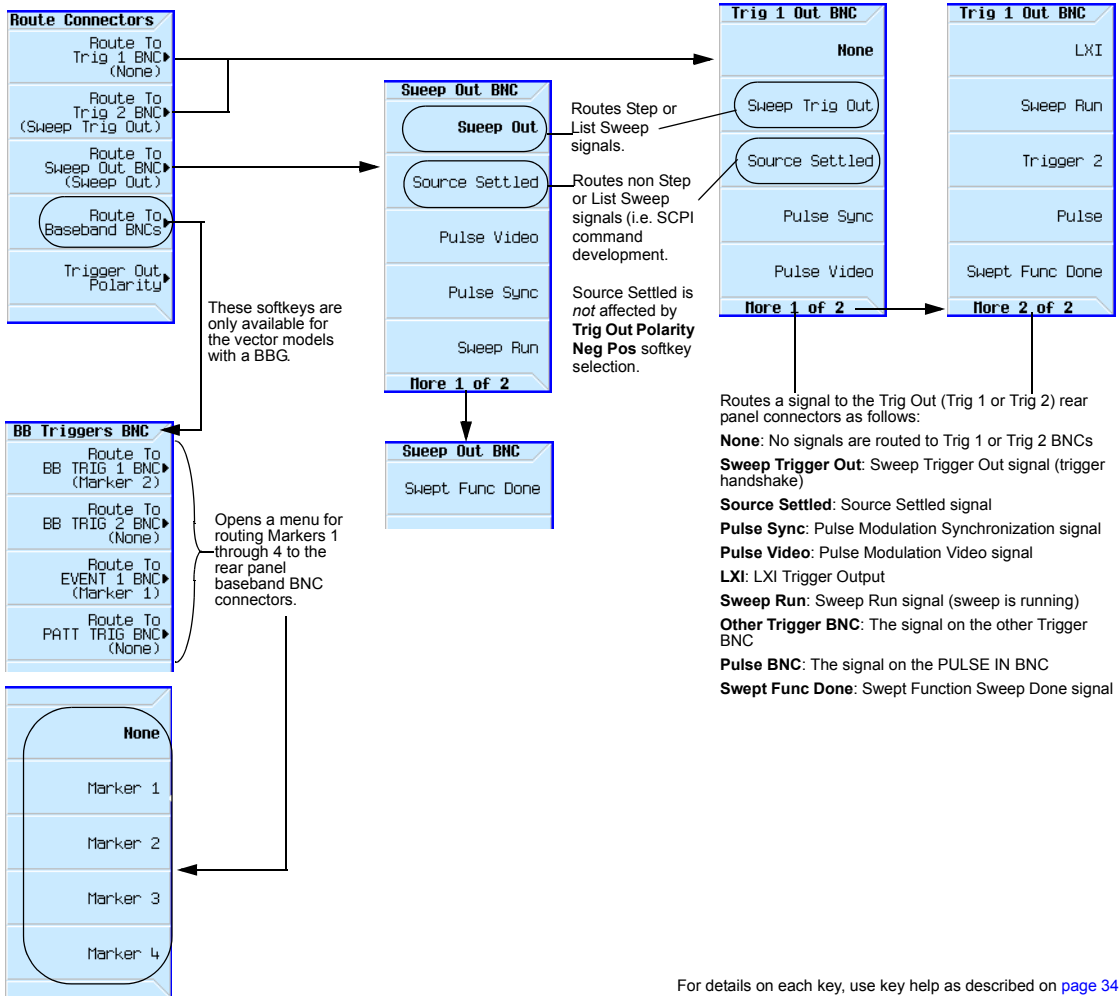 Route Connectors
Route To
Trig 1 BNC
(None)
Route To
Trig 2 BNC
(Sweep Trig Out)
Route To
Sweep Out BNC
(Sweep Out)
Route To
Baseband BNCs
Trigger Out
Polarity
These softkeys are
only available for
the vector models
with a BBG.
BB Triggers BNC
Route To
BB TRIG 1 BNC
(Marker 2)
Route To
BB TRIG 2 BNC
(None)
Route To
EVENT 1 BNC
(Marker 1)
Route To
PATT TRIG BNC
(None)
Opens a menu for
routing Markers 1
through 4 to the
rear panel
baseband BNC
connectors.
None
Marker 1
Marker 2
Marker 3
Marker 4
Sweep Out BNC
Sweep Out
Source Settled
Pulse Video
Pulse Sync
Sweep Run
More 1 of 2
Sweep Out BNC
Swept Func Done
Routes Step or
List Sweep
signals.
Routes non Step
or List Sweep
signals (i.e. SCPI
command
development.
Source Settled is
not affected by
Trig Out Polarity
Neg Pos softkey
selection.
Trig 1 Out BNC
None
Sweep Trig Out
Source Settled
Pulse Sync
Pulse Video
More 1 of 2
Trig 1 Out BNC
LXI
Sweep Run
Trigger 2
Pulse
Swept Func Done
More 2 of 2
Routes a signal to the Trig Out (Trig 1 or Trig 2) rear
panel connectors as follows:
None: No signals are routed to Trig 1 or Trig 2 BNCs
Sweep Trigger Out: Sweep Trigger Out signal (trigger
handshake)
Source Settled: Source Settled signal
Pulse Sync: Pulse Modulation Synchronization signal
Pulse Video: Pulse Modulation Video signal
LXI: LXI Trigger Output
Sweep Run: Sweep Run signal (sweep is running)
Other Trigger BNC: The signal on the other Trigger
BNC
Pulse BNC: The signal on the PULSE IN BNC
Swept Func Done: Swept Function Sweep Done signal
For details on each key, use key help as described on page 34